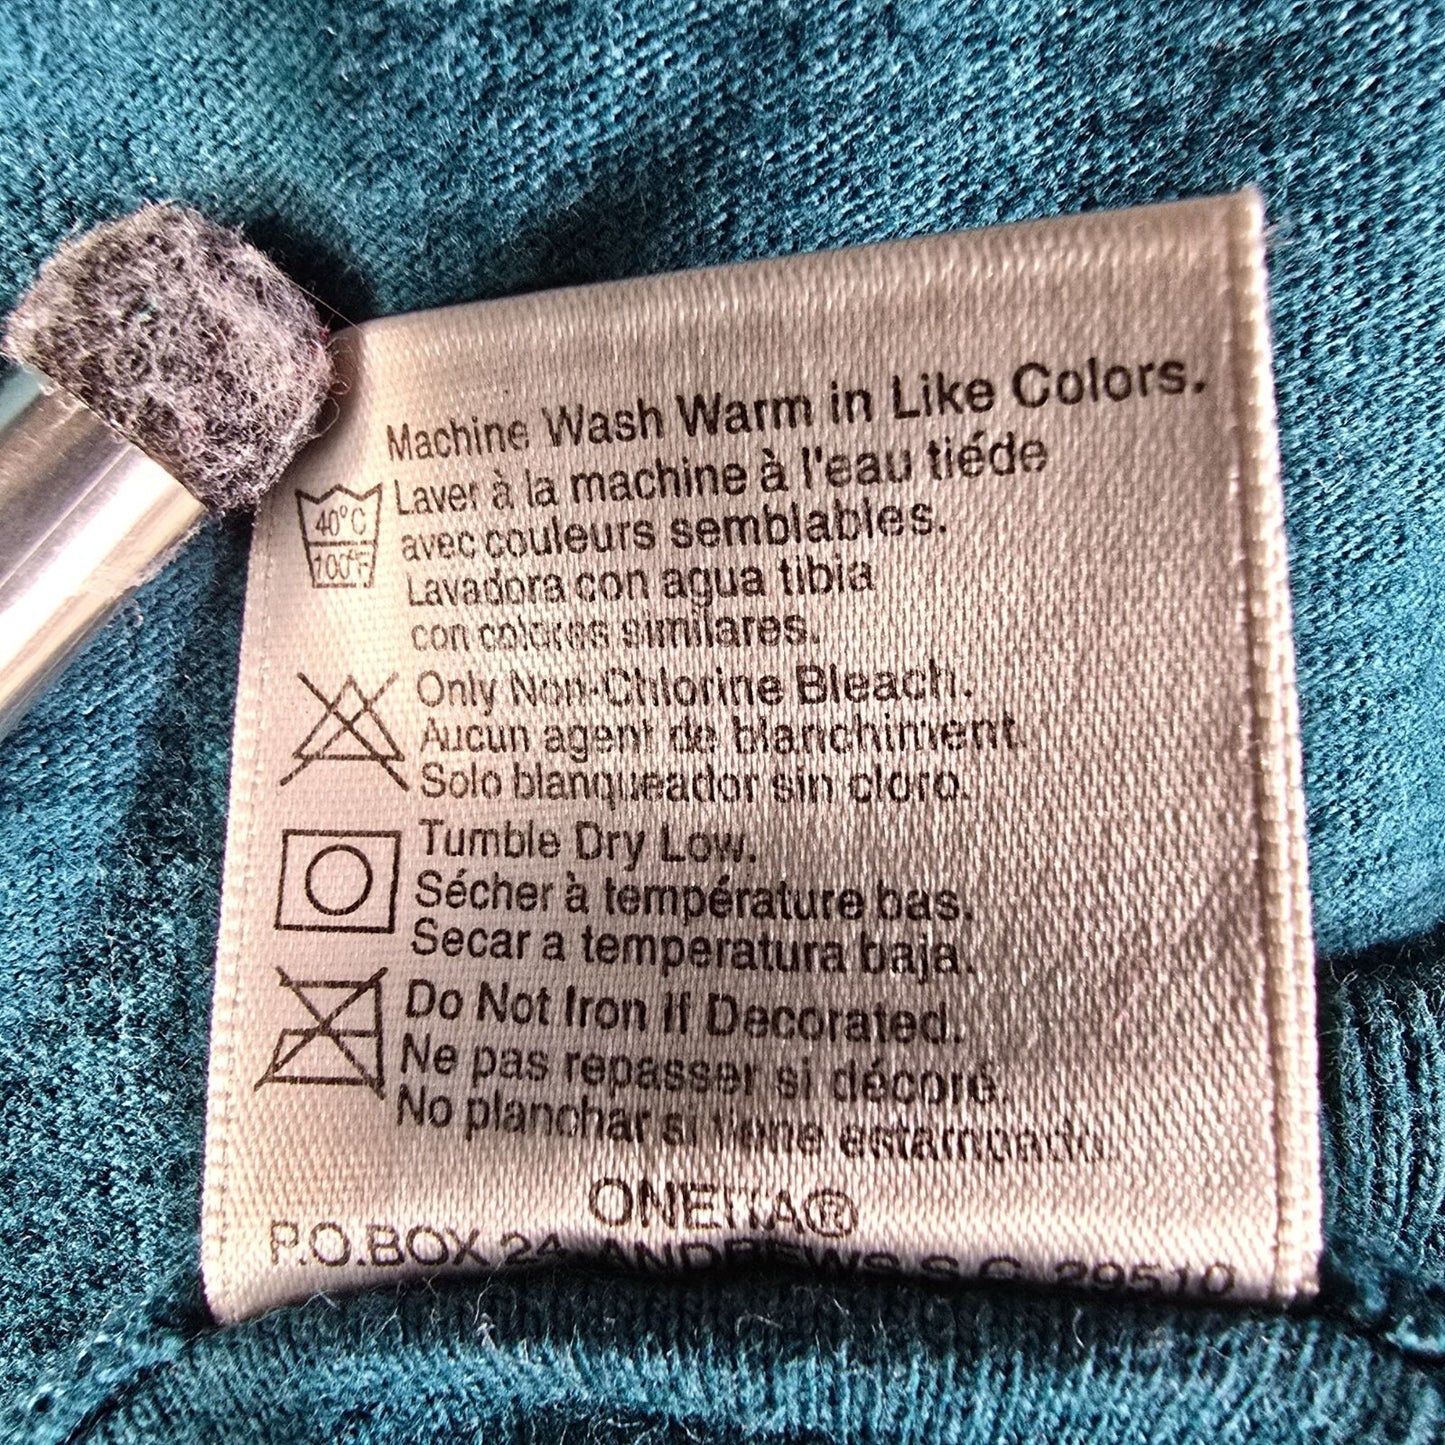 Machine Wash Warm in Like Colors.
40°C
100°F
Laver à la machine à l'eau tiéde
avec couleurs semblables.
Lavadora con agua tibia
con colores similares.
Only Non-Chlorine Bleach.
Aucun agent de blanchiment
Solo blanqueador sin cloro.
Tumble Dry Low.
Sécher à température bas.
Secar a temperatura baja.
Do Not Iron If Decorated.
Ne pas repasser si décoré.
No planchar si tiene estampado.
ONEITA®
P.O.BOX 24, ANDREWS S.C. 29510